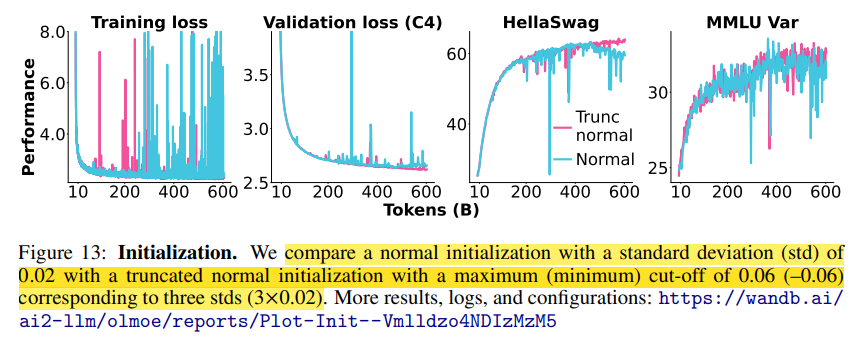 Training loss
Validation loss (C4)
HellaSwag
MMLU Var
Performance
8.0
6.0
4.0
10 200 400 600
3.5
3.0
2.5
10 200 400 600
60
40
10 200 400 600
Trunc
normal
Normal
30
25
10 200 400 600
Tokens (B)
Figure 13: Initialization. We compare a normal initialization with a standard deviation (std) of
0.02 with a truncated normal initialization with a maximum (minimum) cut-off of 0.06 (–0.06)
corresponding to three stds (3×0.02). More results, logs, and configurations: https://wandb.ai/
ai2-llm/olmoe/reports/Plot-Init--Vmlldzo4NDIzMzM5